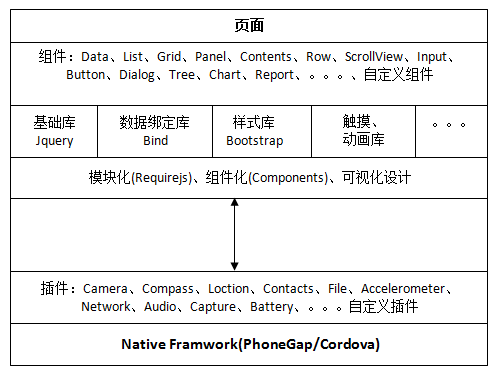 页面
组件：Data、List、Grid、Panel、Contents、Row、ScrollView、Input、
Button、Dialog、Tree、Chart、Report、。。。、自定义组件
基础库
Jquery
数据绑定库
Bind
样式库
Bootstrap
触摸、
动画库
。。。
模块化(Requirejs)、组件化(Components)、可视化设计
插件：Camera、Compass、Loction、Contacts、File、Accelerometer、
Network、Audio、Capture、Battery、。。。自定义插件
Native Framwork(PhoneGap/Cordova)